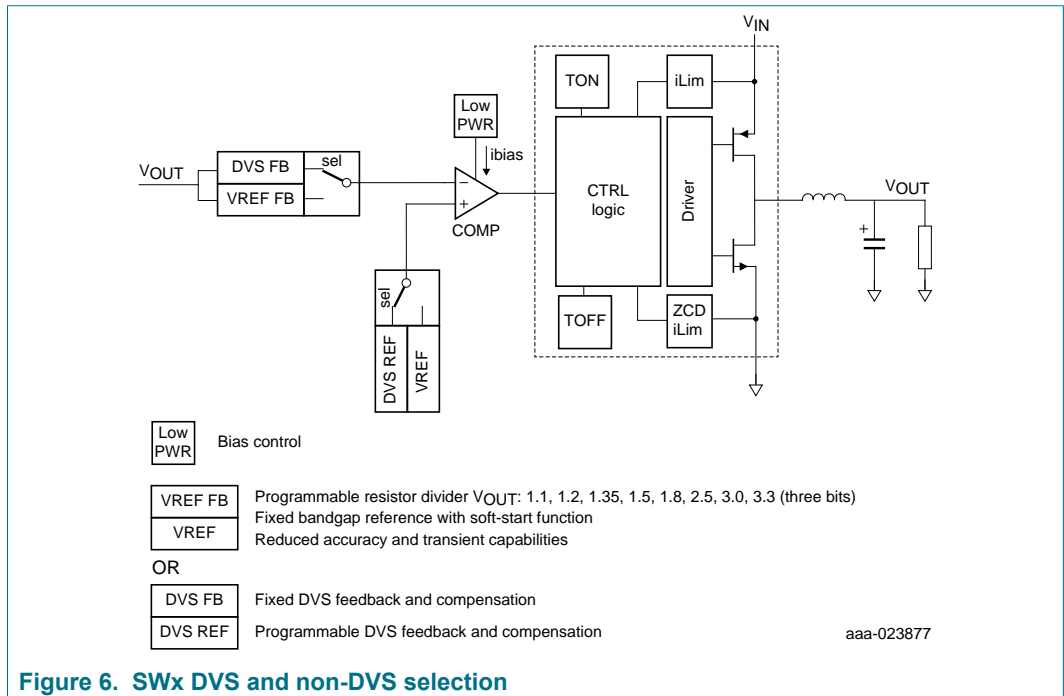 VIN
TON
iLim
Low
PWR
ibias
VOUT
DVS FB
VREF FB
sel
−
+
COMP
CTRL
logic
Driver
VOUT
+
sel
DVS REF
VREF
TOFF
ZCD
iLim
Low
PWR
Bias control
VREF FB
Programmable resistor divider VOUT: 1.1, 1.2, 1.35, 1.5, 1.8, 2.5, 3.0, 3.3 (three bits)
Fixed bandgap reference with soft-start function
VREF
Reduced accuracy and transient capabilities
OR
DVS FB
Fixed DVS feedback and compensation
DVS REF
Programmable DVS feedback and compensation
aaa-023877
Figure 6. SWx DVS and non-DVS selection